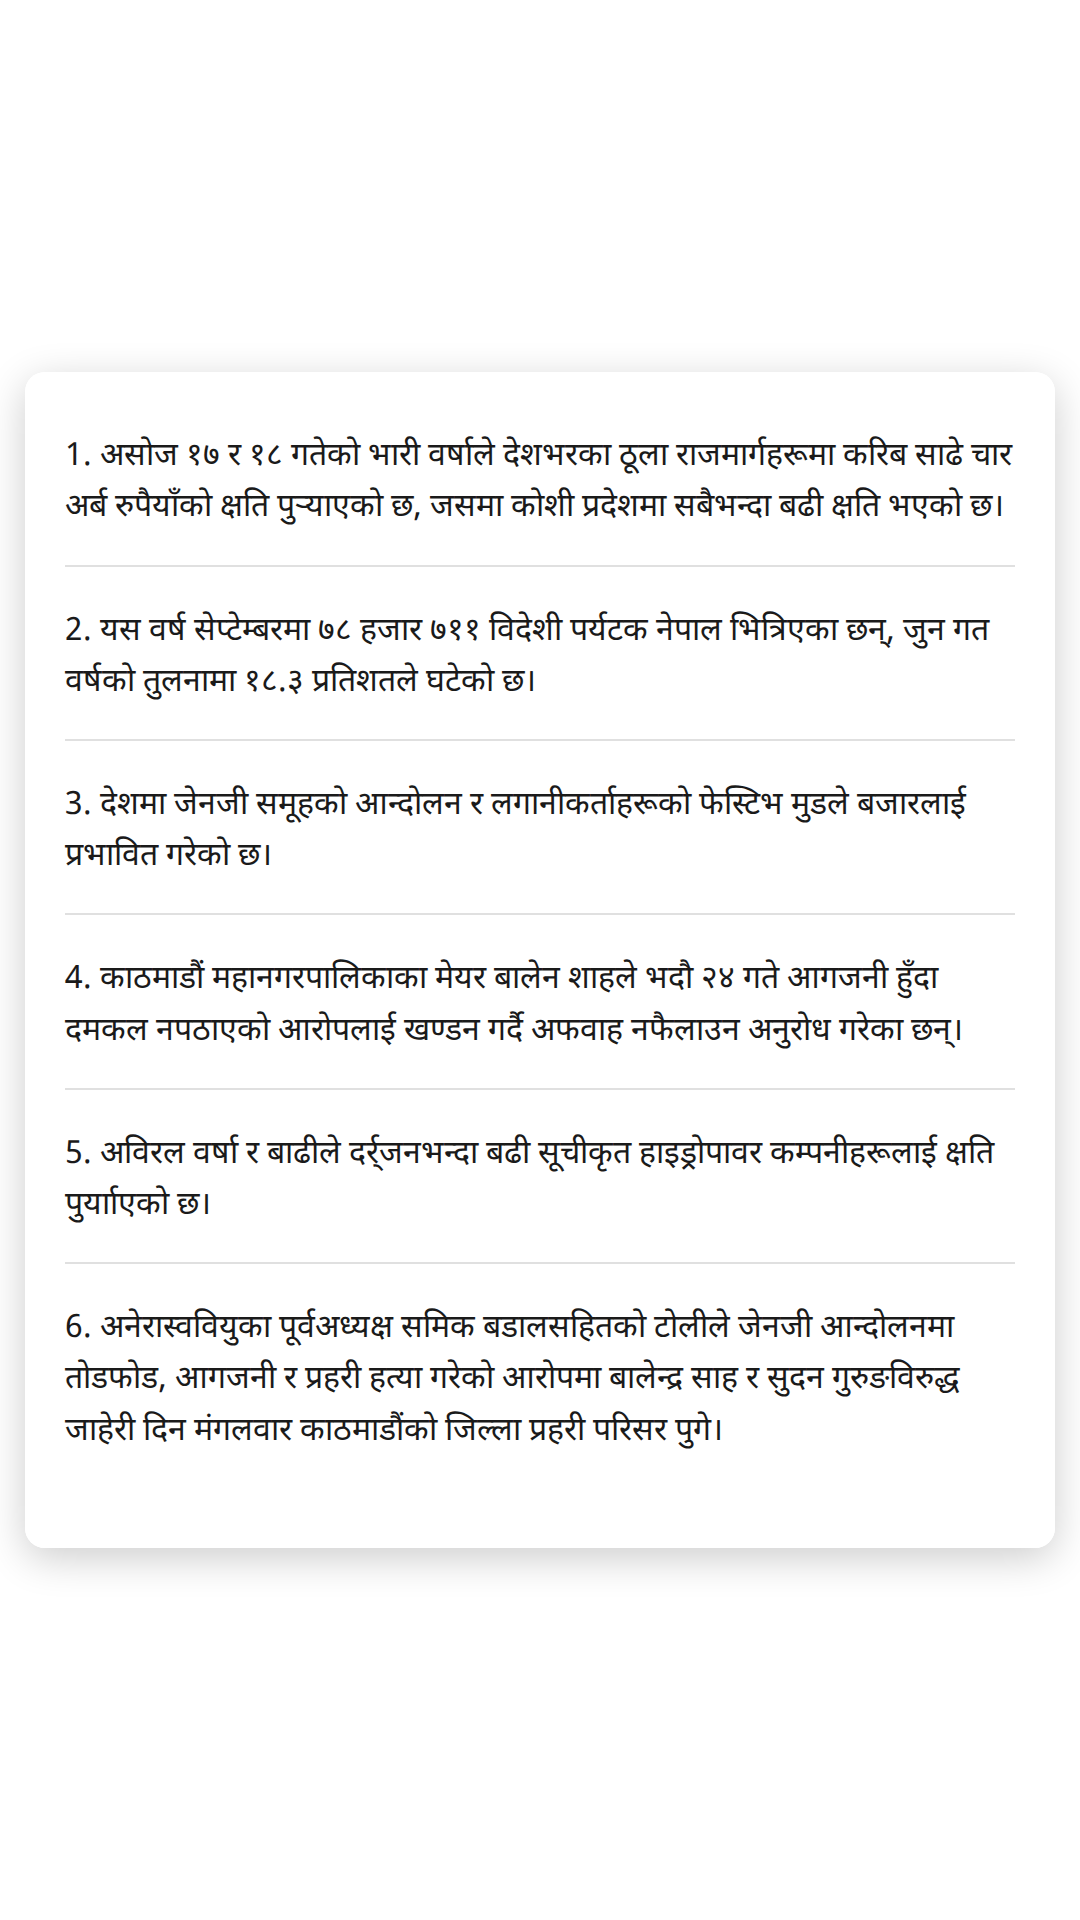 1. असोज १७ र १८ गतेको भारी वर्षाले देशभरका ठूला राजमार्गहरूमा करिब साढे चार
अर्ब रुपैयाँको क्षति पुर्‍याएको छ, जसमा कोशी प्रदेशमा सबैभन्दा बढी क्षति भएको छ।
2. यस वर्ष सेप्टेम्बरमा ७८ हजार ७११ विदेशी पर्यटक नेपाल भित्रिएका छन्, जुन गत
वर्षको तुलनामा १८.३ प्रतिशतले घटेको छ।
3. देशमा जेनजी समूहको आन्दोलन र लगानीकर्ताहरूको फेस्टिभ मुडले बजारलाई
प्रभावित गरेको छ।
4. काठमाडौं महानगरपालिकाका मेयर बालेन शाहले भदौ २४ गते आगजनी हुँदा
दमकल नपठाएको आरोपलाई खण्डन गर्दै अफवाह नफैलाउन अनुरोध गरेका छन्।
5. अविरल वर्षा र बाढीले दर्र्जनभन्दा बढी सूचीकृत हाइड्रोपावर कम्पनीहरूलाई क्षति
पुर्यााएको छ।
6. अनेरास्ववियुका पूर्वअध्यक्ष समिक बडालसहितको टोलीले जेनजी आन्दोलनमा
तोडफोड, आगजनी र प्रहरी हत्या गरेको आरोपमा बालेन्द्र साह र सुदन गुरुङविरुद्ध
जाहेरी दिन मंगलवार काठमाडौंको जिल्ला प्रहरी परिसर पुगे।